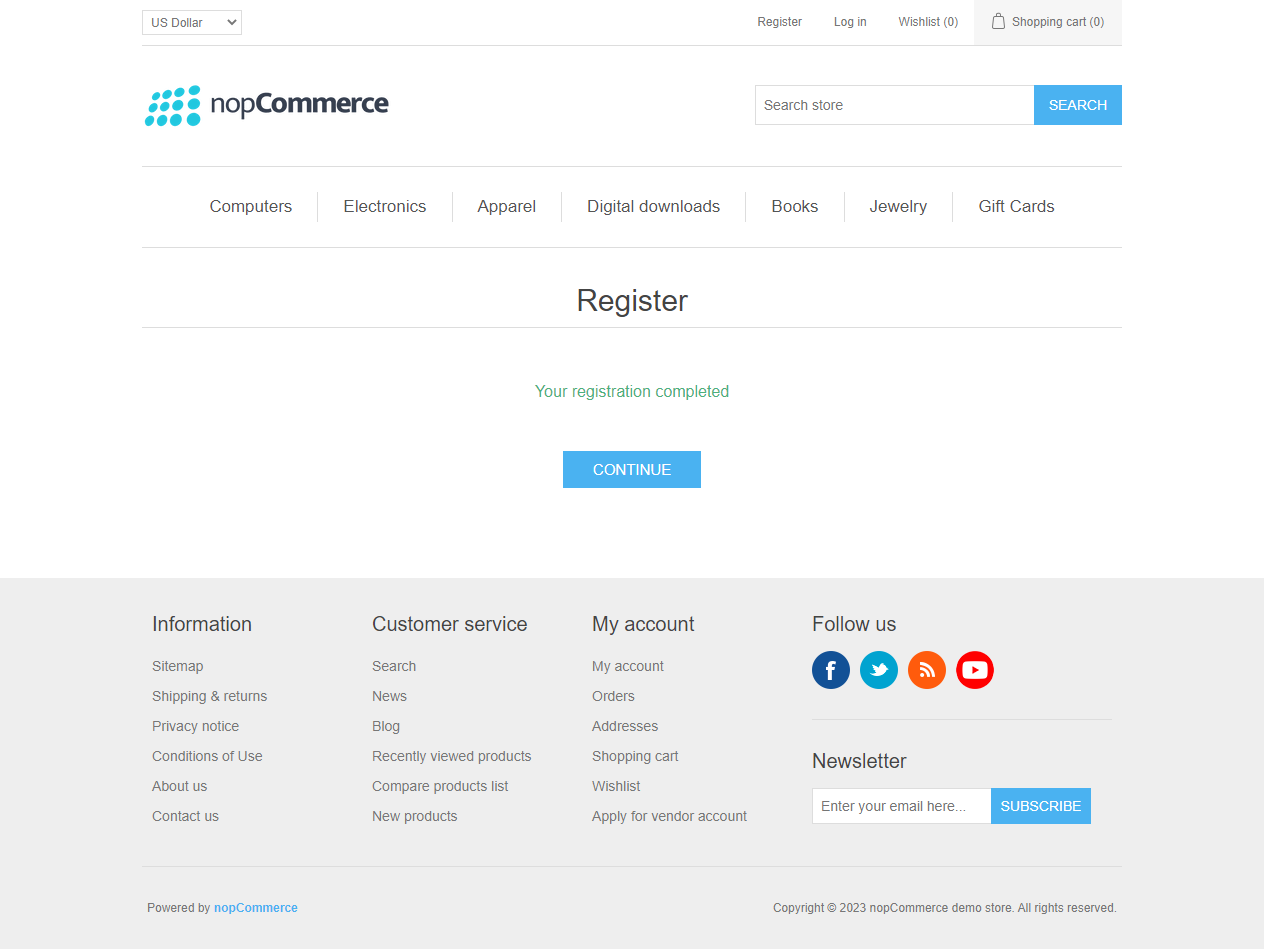 US Dollar
Register
Log in
Wishlist (0)
Shopping cart (0)
nopCommerce
Search store
SEARCH
Computers
Electronics
Apparel
Digital downloads
Books
Jewelry
Gift Cards
Register
Your registration completed
CONTINUE
Information
Sitemap
Shipping & returns
Privacy notice
Conditions of Use
About us
Contact us
Customer service
Search
News
Blog
Recently viewed products
Compare products list
New products
My account
My account
Orders
Addresses
Shopping cart
Wishlist
Apply for vendor account
Follow us
Newsletter
Enter your email here...
SUBSCRIBE
Powered by nopCommerce
Copyright © 2023 nopCommerce demo store. All rights reserved.